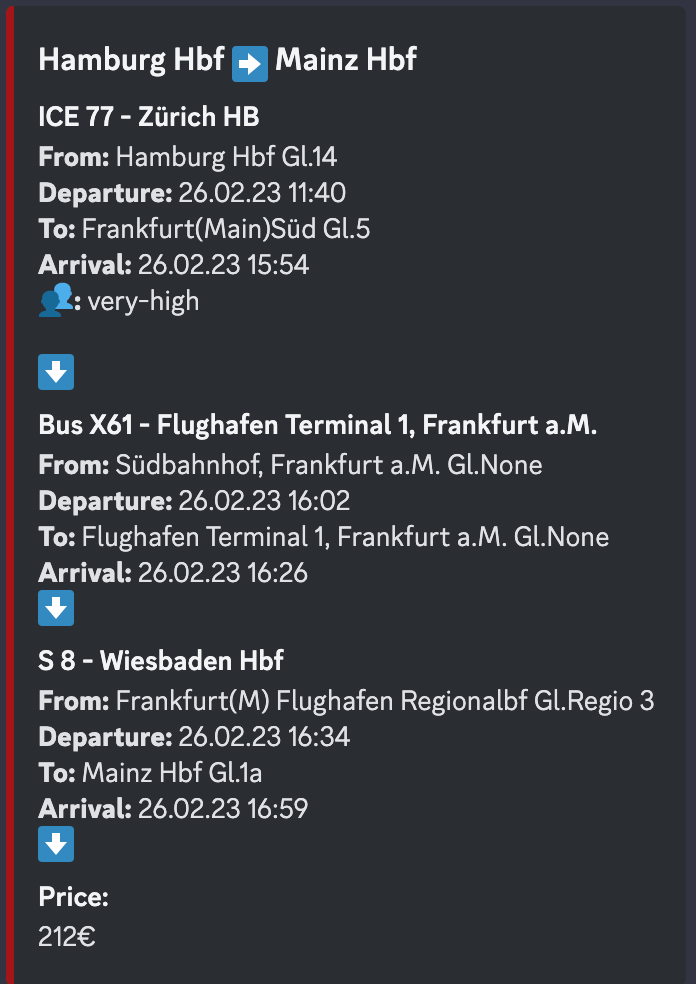 Hamburg Hbf ➡️ Mainz Hbf
ICE 77 - Zürich HB
From: Hamburg Hbf Gl.14
Departure: 26.02.23 11:40
To: Frankfurt(Main)Süd Gl.5
Arrival: 26.02.23 15:54
👥: very-high
⬇️
Bus X61 - Flughafen Terminal 1, Frankfurt a.M.
From: Südbahnhof, Frankfurt a.M. Gl.None
Departure: 26.02.23 16:02
To: Flughafen Terminal 1, Frankfurt a.M. Gl.None
Arrival: 26.02.23 16:26
⬇️
S 8 - Wiesbaden Hbf
From: Frankfurt(M) Flughafen Regionalbf Gl.Regio 3
Departure: 26.02.23 16:34
To: Mainz Hbf Gl.1a
Arrival: 26.02.23 16:59
⬇️
Price:
212€